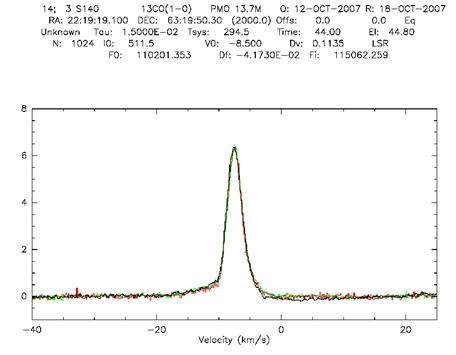 14; 3 S140 13CO(1-0) PMO 13.7M O: 12-OCT-2007 R: 18-OCT-2007
RA: 22:19:19.100 DEC: 63:19:50.30 (2000.0) Offs: 0.0 0.0 Eq
Unknown Tau: 1.5000E-02 Tsys: 294.5 Time: 44.00 El: 44.80
N: 1024 I0: 511.5 V0: -8.500 Dv: 0.1135 LSR
F0: 110201.353 Df: -4.1730E-02 Fi: 115062.259
8
6
4
2
0
-40 -20 0 20
Velocity (km/s)